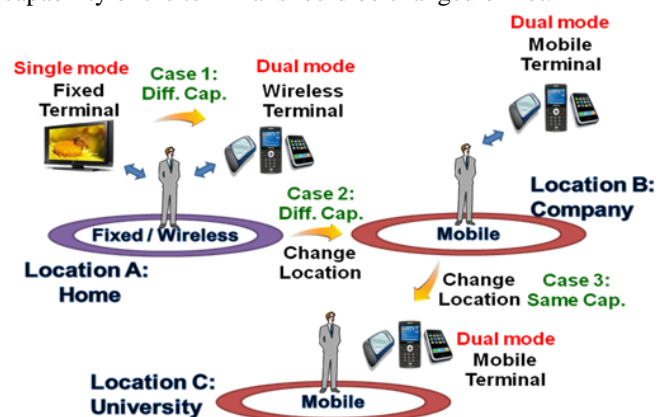 Single mode
Fixed
Terminal
Case 1:
Diff. Cap.
Dual mode
Wireless
Terminal
Dual mode
Mobile
Terminal
Fixed / Wireless
Location A:
Home
Case 2:
Diff. Cap.
Change
Location
Mobile
Location B:
Company
Change
Location
Case 3:
Same Cap.
Dual mode
Mobile
Terminal
Location C:
University
Mobile